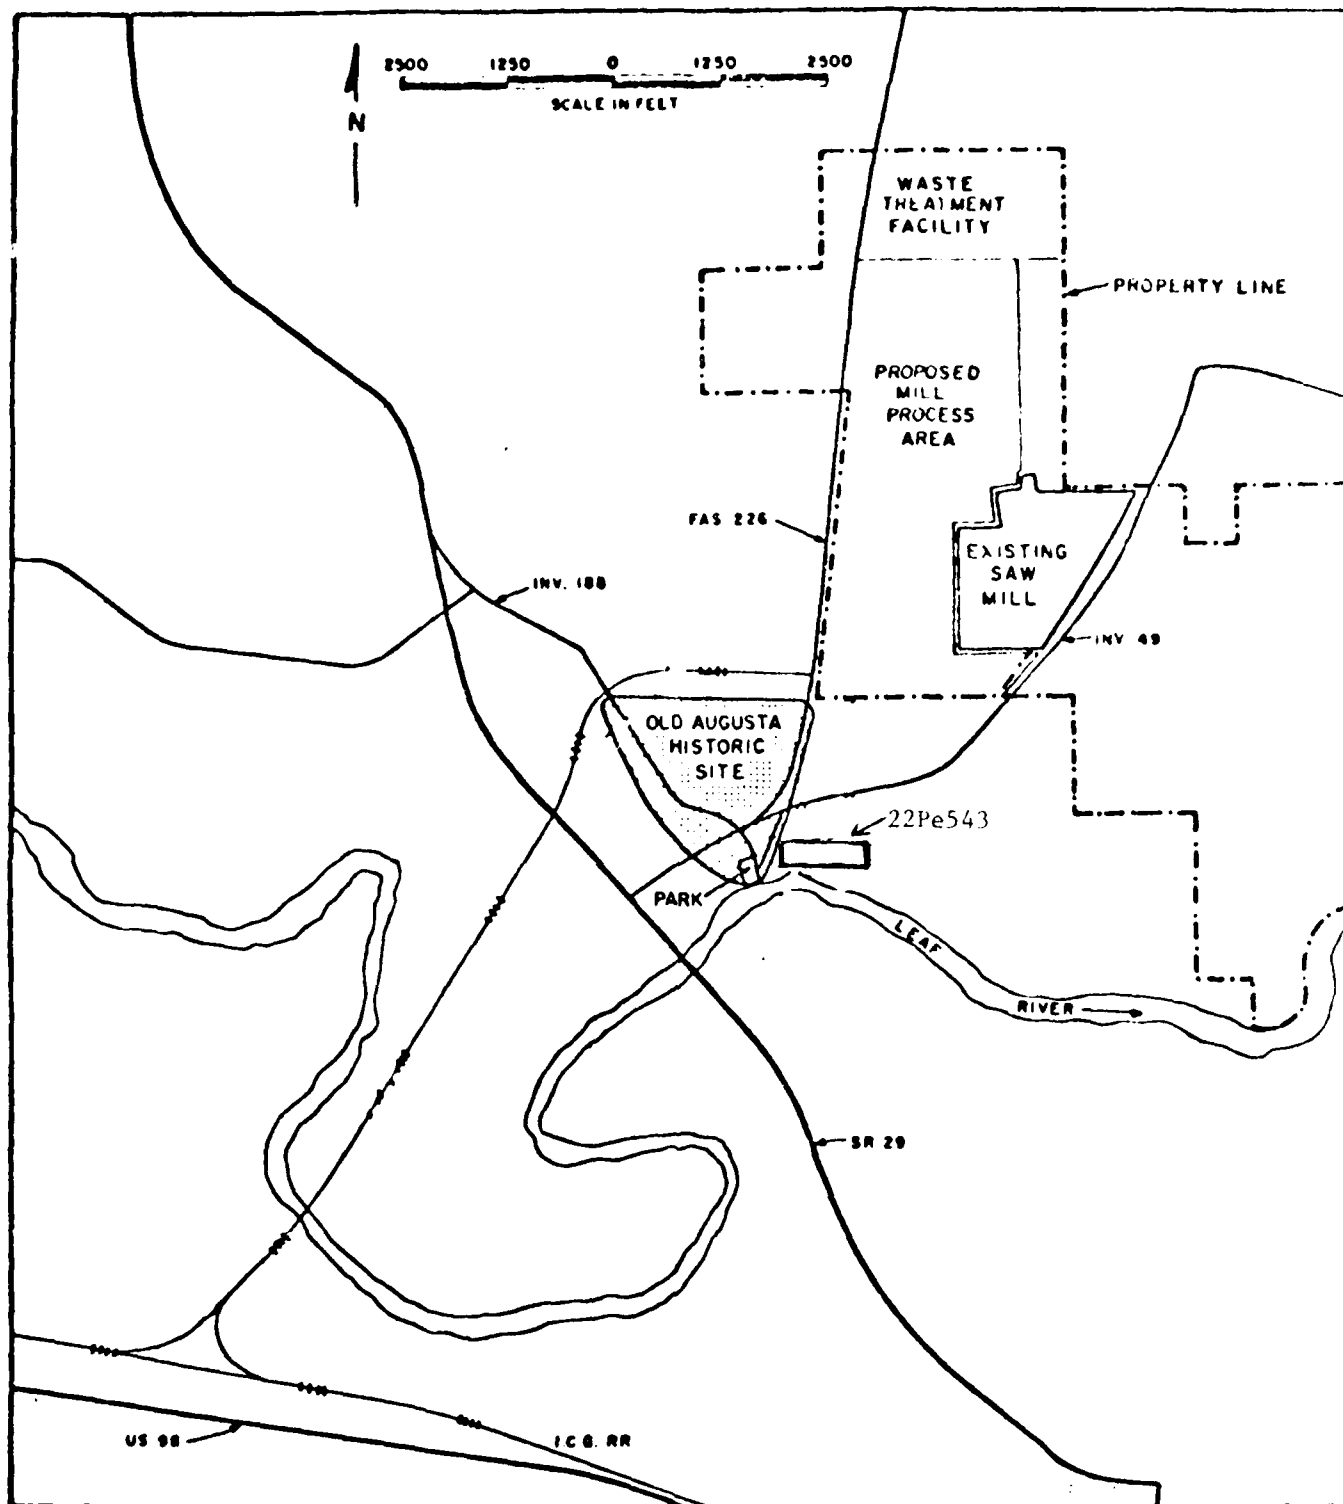 2500 1250 0 1250 2500
SCALE IN FEET
N
WASTE
TREATMENT
FACILITY
PROPERTY LINE
PROPOSED
MILL
PROCESS
AREA
FAS 226
EXISTING
SAW
MILL
INV. 188
INV 49
OLD AUGUSTA
HISTORIC
SITE
22Pe543
PARK
LEAF
RIVER
SR 29
US 98
I.C.G. RR